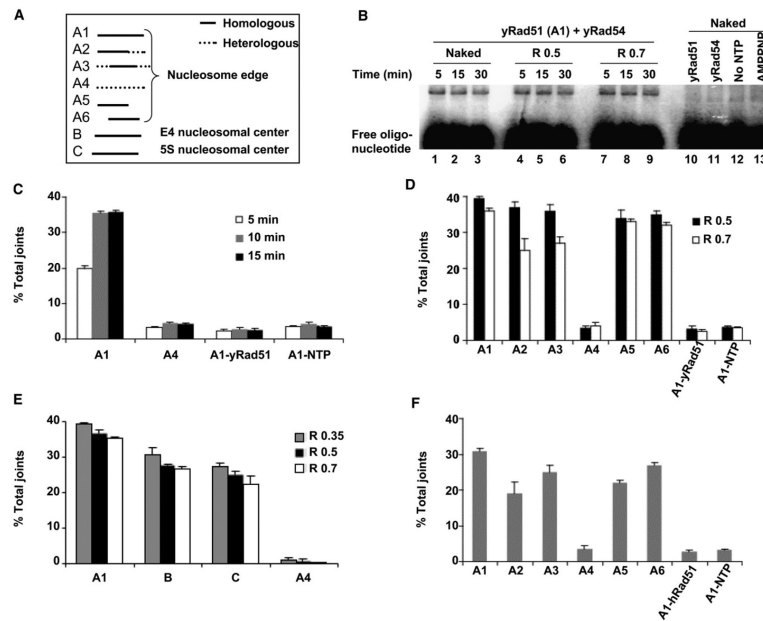 A
A1
A2
A3
A4
A5
A6
B
C
Homologous
Heterologous
Nucleosome edge
E4 nucleosomal center
5S nucleosomal center
B
yRad51 (A1) + yRad54
Naked
Naked R 0.5 R 0.7
yRad51 yRad54 No NTP AMPPNP
Time (min) 5 15 30 5 15 30 5 15 30
Free oligo-
nucleotide
1 2 3 4 5 6 7 8 9 10 11 12 13
C
% Total joints
40
30
20
10
0
5 min
10 min
15 min
A1 A4 A1-yRad51 A1-NTP
D
% Total joints
40
30
20
10
0
R 0.5
R 0.7
A1 A2 A3 A4 A5 A6 A1-yRad51 A1-NTP
E
% Total joints
40
30
20
10
0
R 0.35
R 0.5
R 0.7
A1 B C A4
F
% Total joints
40
30
20
10
0
A1 A2 A3 A4 A5 A6 A1-hRad51 A1-NTP